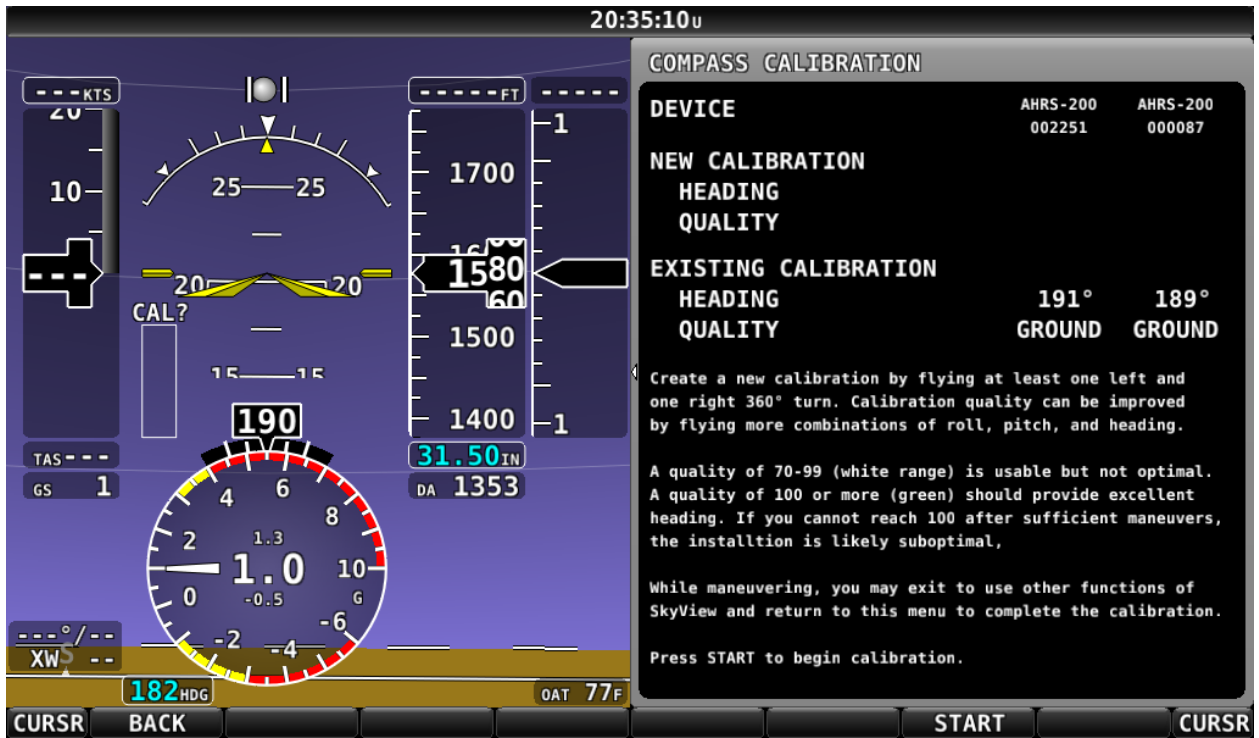 20:35:10U
---KTS
20
10
---
TAS---
GS 1
---°/--
XW --
S
182HDG
25 25
20 20
CAL?
15 15
190
2
4
6
8
10
0
-2
-4
-6
1.3
1.0
-0.5
G
-----FT
1700
1580
60
1500
1400
31.50IN
DA 1353
-----
1
1
OAT 77F
COMPASS CALIBRATION
DEVICE AHRS-200 AHRS-200
002251 000087
NEW CALIBRATION
HEADING
QUALITY
EXISTING CALIBRATION
HEADING 191° 189°
QUALITY GROUND GROUND
Create a new calibration by flying at least one left and
one right 360° turn. Calibration quality can be improved
by flying more combinations of roll, pitch, and heading.
A quality of 70-99 (white range) is usable but not optimal.
A quality of 100 or more (green) should provide excellent
heading. If you cannot reach 100 after sufficient maneuvers,
the installtion is likely suboptimal,
While maneuvering, you may exit to use other functions of
SkyView and return to this menu to complete the calibration.
Press START to begin calibration.
CURSR BACK START CURSR